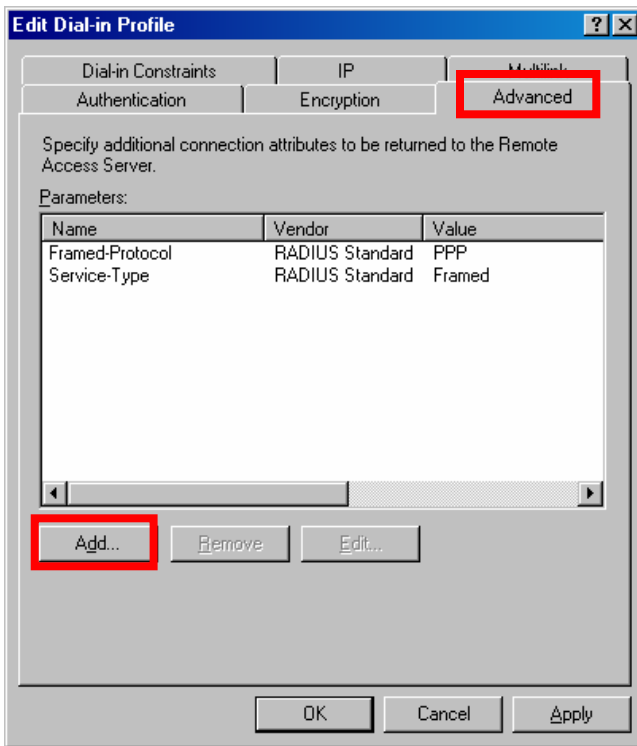 Edit Dial-in Profile
Dial-in Constraints IP Multilink
Authentication Encryption Advanced
Specify additional connection attributes to be returned to the Remote
Access Server.
Parameters:
Name Vendor Value
Framed-Protocol RADIUS Standard PPP
Service-Type RADIUS Standard Framed
Add... Remove Edit...
OK Cancel Apply